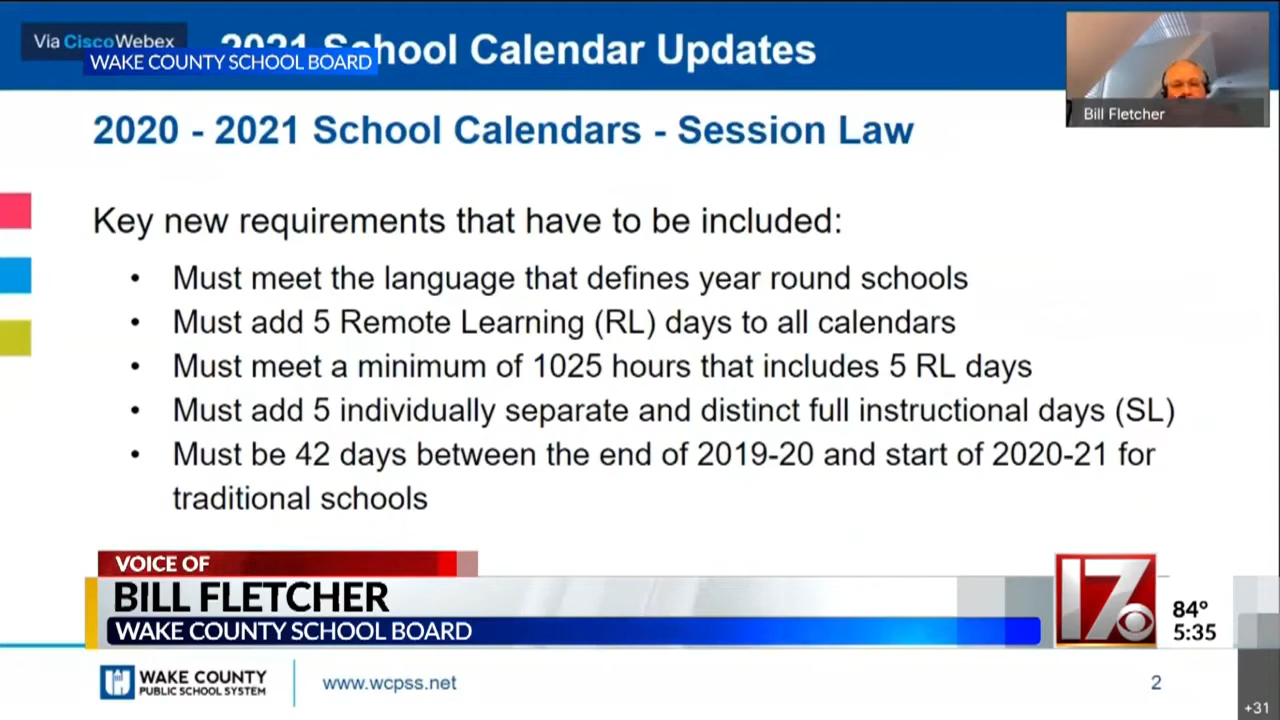 Via Cisco Webex
2021 School Calendar Updates
WAKE COUNTY SCHOOL BOARD
Bill Fletcher
2020 - 2021 School Calendars - Session Law
Key new requirements that have to be included:
• Must meet the language that defines year round schools
• Must add 5 Remote Learning (RL) days to all calendars
• Must meet a minimum of 1025 hours that includes 5 RL days
• Must add 5 individually separate and distinct full instructional days (SL)
• Must be 42 days between the end of 2019-20 and start of 2020-21 for
traditional schools
VOICE OF
BILL FLETCHER
WAKE COUNTY SCHOOL BOARD
17
84°
5:35
WAKE COUNTY
PUBLIC SCHOOL SYSTEM
www.wcpss.net
2
+31